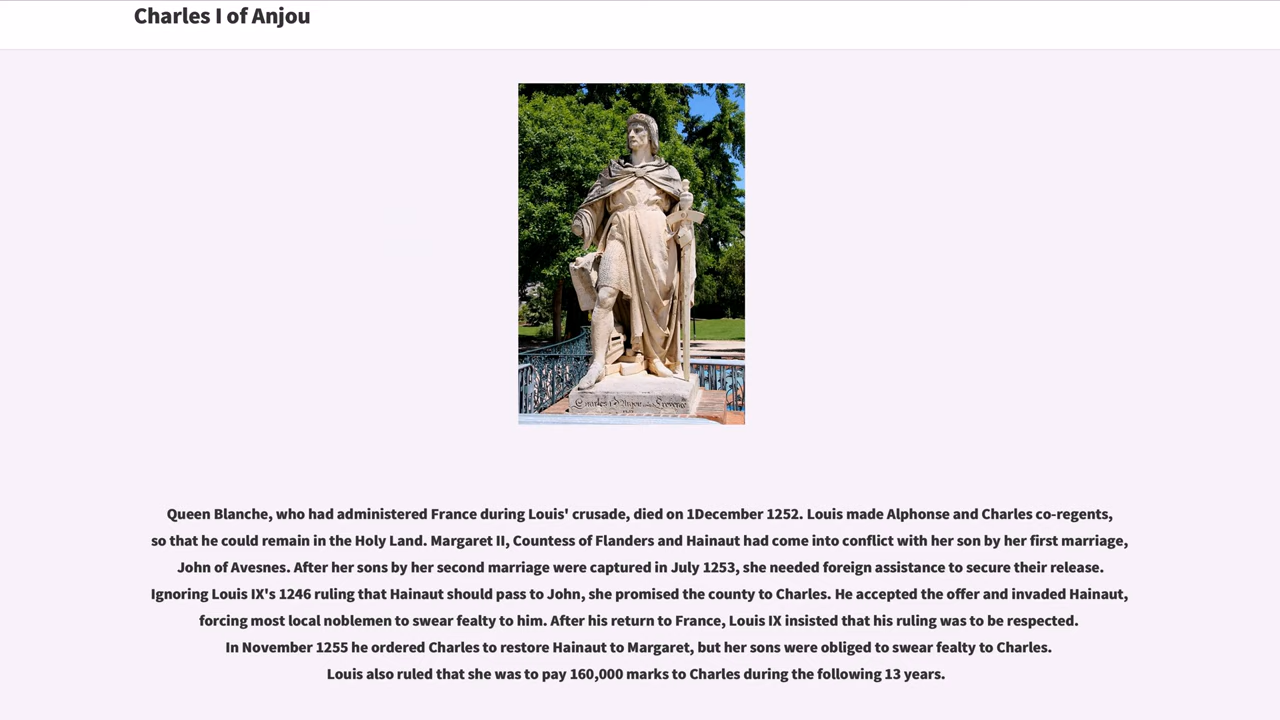 Charles I of Anjou
Charles I d'Anjou Provence
Queen Blanche, who had administered France during Louis' crusade, died on 1December 1252. Louis made Alphonse and Charles co-regents,
so that he could remain in the Holy Land. Margaret II, Countess of Flanders and Hainaut had come into conflict with her son by her first marriage,
John of Avesnes. After her sons by her second marriage were captured in July 1253, she needed foreign assistance to secure their release.
Ignoring Louis IX's 1246 ruling that Hainaut should pass to John, she promised the county to Charles. He accepted the offer and invaded Hainaut,
forcing most local noblemen to swear fealty to him. After his return to France, Louis IX insisted that his ruling was to be respected.
In November 1255 he ordered Charles to restore Hainaut to Margaret, but her sons were obliged to swear fealty to Charles.
Louis also ruled that she was to pay 160,000 marks to Charles during the following 13 years.